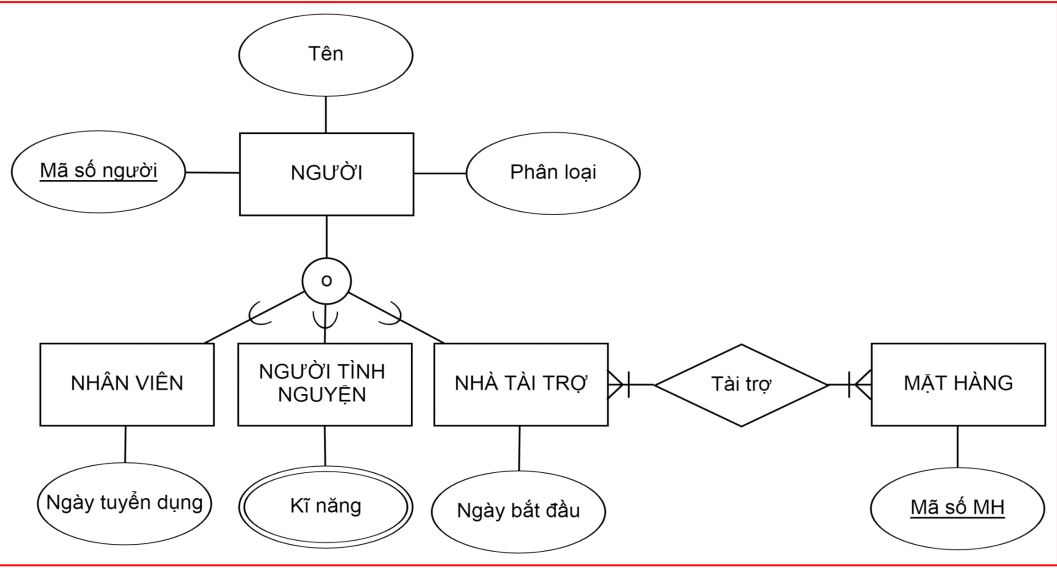 Tên
Mã số người
NGƯỜI
Phân loại
o
NHÂN VIÊN
NGƯỜI TÌNH
NGUYỆN
NHÀ TÀI TRỢ
Tài trợ
MẶT HÀNG
Ngày tuyển dụng
Kĩ năng
Ngày bắt đầu
Mã số MH